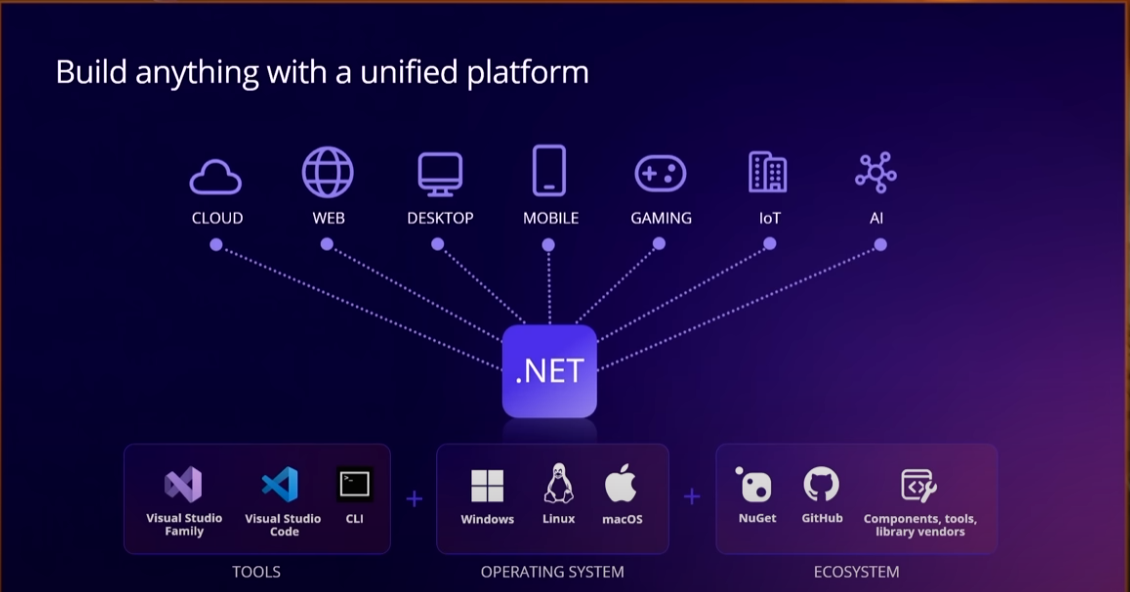 Build anything with a unified platform
CLOUD
WEB
DESKTOP
MOBILE
GAMING
IoT
AI
.NET
Visual Studio
Family
Visual Studio
Code
>-
CLI
Windows
Linux
macOS
NuGet
GitHub
Components, tools,
library vendors
TOOLS
+
OPERATING SYSTEM
+
ECOSYSTEM